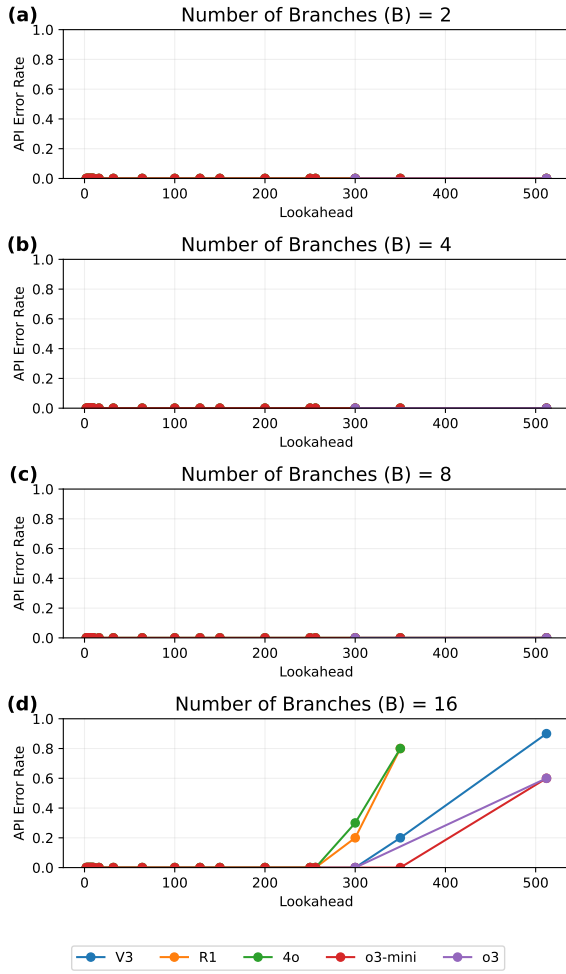 (a) Number of Branches (B) = 2
1.0
0.8
0.6
0.4
0.2
0.0
API Error Rate
0 100 200 300 400 500
Lookahead
(b) Number of Branches (B) = 4
1.0
0.8
0.6
0.4
0.2
0.0
API Error Rate
0 100 200 300 400 500
Lookahead
(c) Number of Branches (B) = 8
1.0
0.8
0.6
0.4
0.2
0.0
API Error Rate
0 100 200 300 400 500
Lookahead
(d) Number of Branches (B) = 16
1.0
0.8
0.6
0.4
0.2
0.0
API Error Rate
0 100 200 300 400 500
Lookahead
V3 R1 4o o3-mini o3